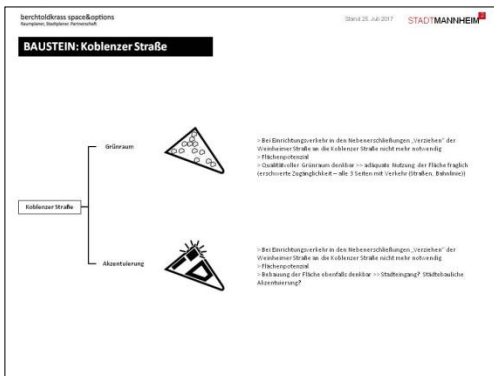 berchtoldkrass space&options
Raumplaner, Stadtplaner. Partnerschaft
Stand 25. Juli 2017
STADTMANNHEIM²
BAUSTEIN: Koblenzer Straße
Grünraum
> Bei Einrichtungsverkehr in den Nebenerschließungen „Verziehen" der
Weinheimer Straße an die Koblenzer Straße nicht mehr notwendig
> Flächenpotenzial
> Qualitätvoller Grünraum denkbar >> adäquate Nutzung der Fläche fraglich
(erschwerte Zugänglichkeit – alle 3 Seiten mit Verkehr (Straßen, Bahnlinie))
Koblenzer Straße
Akzentuierung
> Bei Einrichtungsverkehr in den Nebenerschließungen „Verziehen" der
Weinheimer Straße an die Koblenzer Straße nicht mehr notwendig
> Flächenpotenzial
> Bebauung der Fläche ebenfalls denkbar >> Stadteingang? Städtebauliche
Akzentuierung?